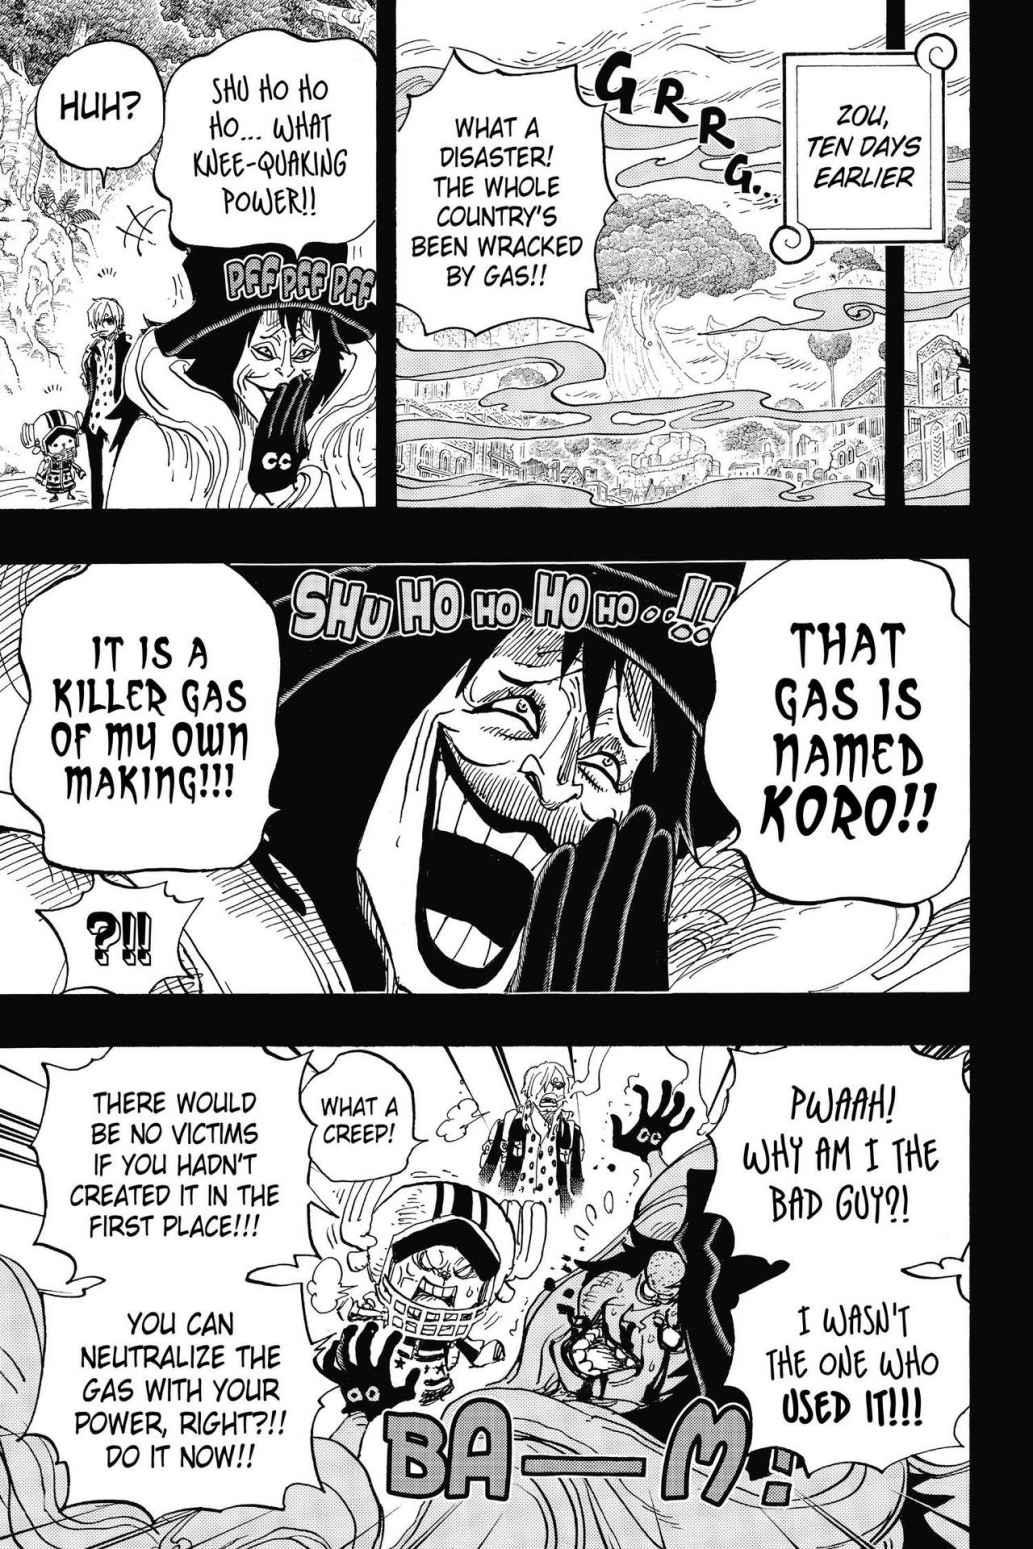 ZOU,
TEN DAYS
EARLIER
GRRG...
WHAT A
DISASTER!
THE WHOLE
COUNTRY'S
BEEN WRACKED
BY GAS!!
SHU HO HO
HO... WHAT
KNEE-QUAKING
POWER!!
HUH?
PFF PFF PFF
CC
THAT
GAS IS
NAMED
KORO!!
SHU HO HO HO HO..!!
IT IS A
KILLER GAS
OF MY OWN
MAKING!!!
?!!
PWAAH!
WHY AM I THE
BAD GUY?!
I WASN'T
THE ONE WHO
USED IT!!!
CC
WHAT A
CREEP!
THERE WOULD
BE NO VICTIMS
IF YOU HADN'T
CREATED IT IN THE
FIRST PLACE!!!
YOU CAN
NEUTRALIZE THE
GAS WITH YOUR
POWER, RIGHT?!!
DO IT NOW!!
CC
BA—M!!